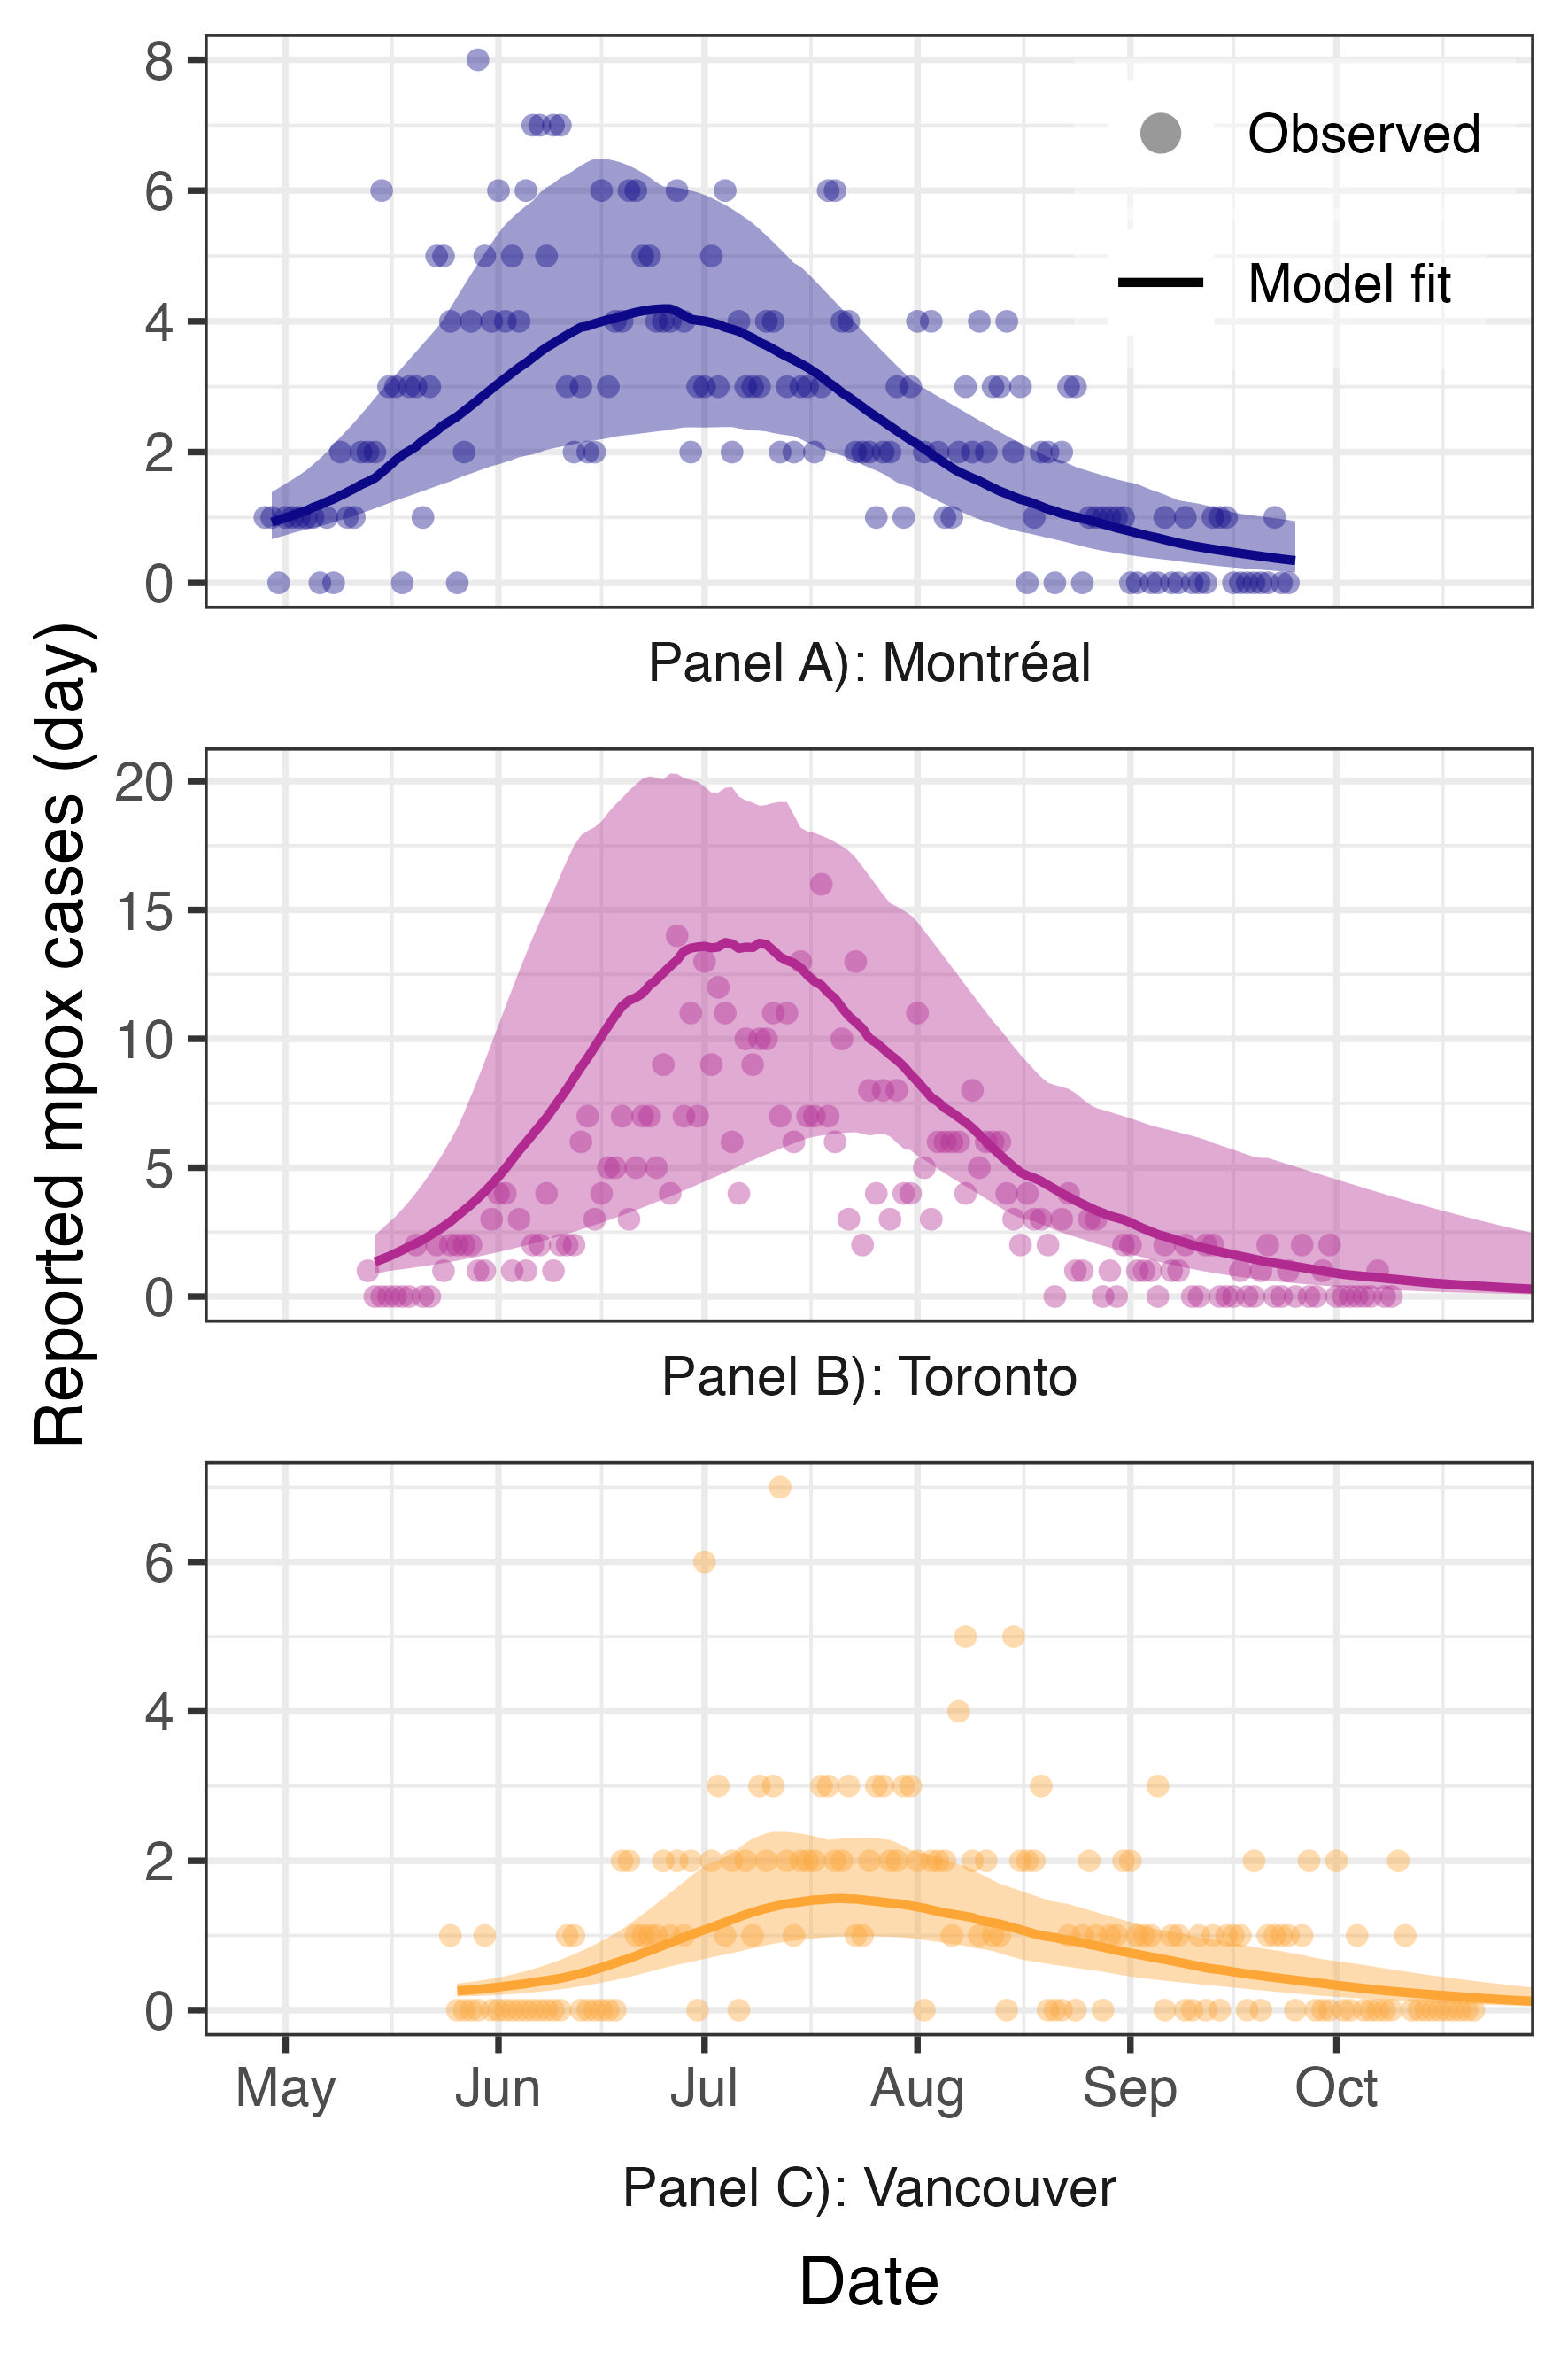 Reported mpox cases (day)
8
6
4
2
0
Observed
Model fit
Panel A): Montréal
20
15
10
5
0
Panel B): Toronto
6
4
2
0
May Jun Jul Aug Sep Oct
Panel C): Vancouver
Date